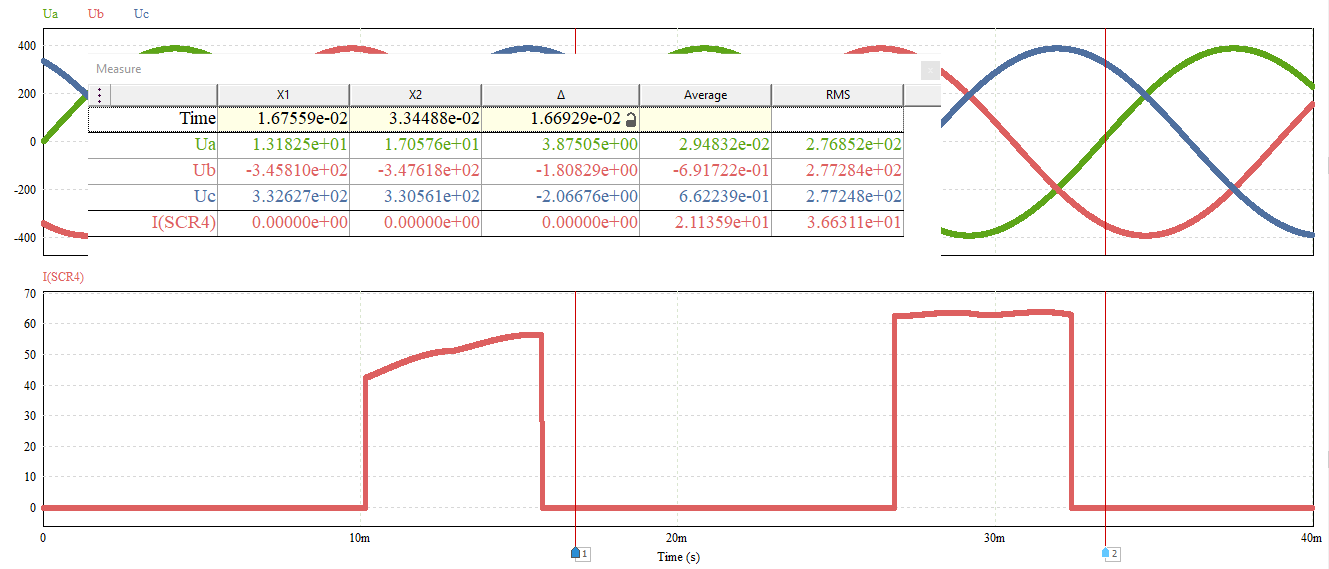 Ua Ub Uc
400
200
0
-200
-400
Measure
X1 X2 Δ Average RMS
Time 1.67559e-02 3.34488e-02 1.66929e-02
Ua 1.31825e+01 1.70576e+01 3.87505e+00 2.94832e-02 2.76852e+02
Ub -3.45810e+02 -3.47618e+02 -1.80829e+00 -6.91722e-01 2.77284e+02
Uc 3.32627e+02 3.30561e+02 -2.06676e+00 6.62239e-01 2.77248e+02
I(SCR4) 0.00000e+00 0.00000e+00 0.00000e+00 2.11359e+01 3.66311e+01
I(SCR4)
70
60
50
40
30
20
10
0
0 10m 20m 30m 40m
1 2
Time (s)